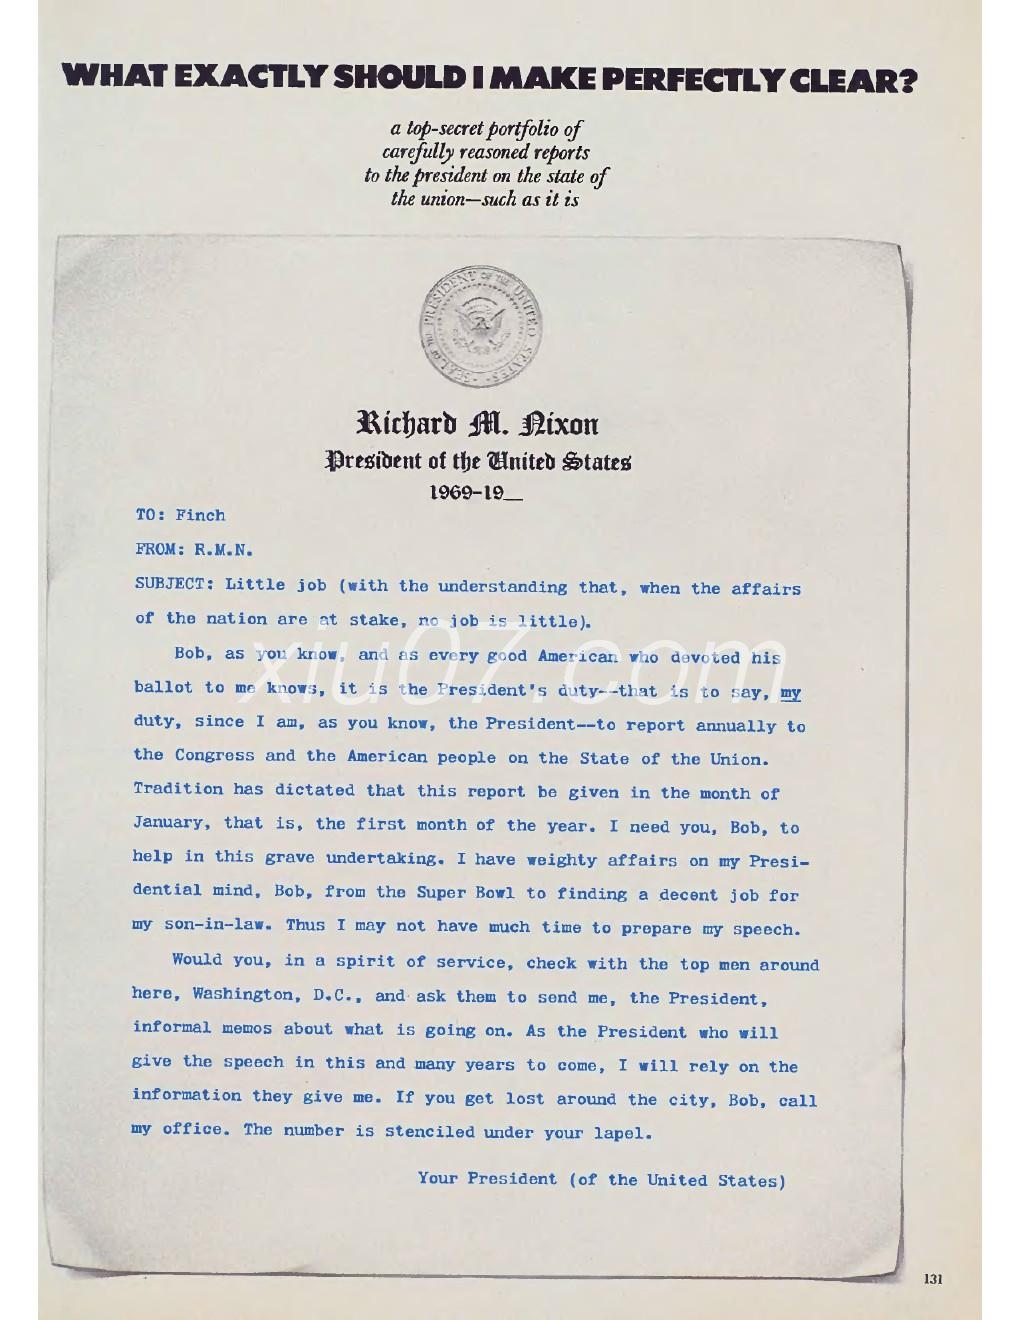 WHAT EXACTLY SHOULD I MAKE PERFECTLY CLEAR?
a top-secret portfolio of
carefully reasoned reports
to the president on the state of
the union—such as it is
SEAL OF THE PRESIDENT OF THE UNITED STATES
Richard M. Nixon
President of the United States
1969-19__
TO: Finch
FROM: R.M.N.
SUBJECT: Little job (with the understanding that, when the affairs
of the nation are at stake, no job is little).
Bob, as you know, and as every good American who devoted his
ballot to me knows, it is the President's duty--that is to say, my
duty, since I am, as you know, the President--to report annually to
the Congress and the American people on the State of the Union.
Tradition has dictated that this report be given in the month of
January, that is, the first month of the year. I need you, Bob, to
help in this grave undertaking. I have weighty affairs on my Presi-
dential mind, Bob, from the Super Bowl to finding a decent job for
my son-in-law. Thus I may not have much time to prepare my speech.
Would you, in a spirit of service, check with the top men around
here, Washington, D.C., and ask them to send me, the President,
informal memos about what is going on. As the President who will
give the speech in this and many years to come, I will rely on the
information they give me. If you get lost around the city, Bob, call
my office. The number is stenciled under your lapel.
Your President (of the United States)
131
xiu07.com